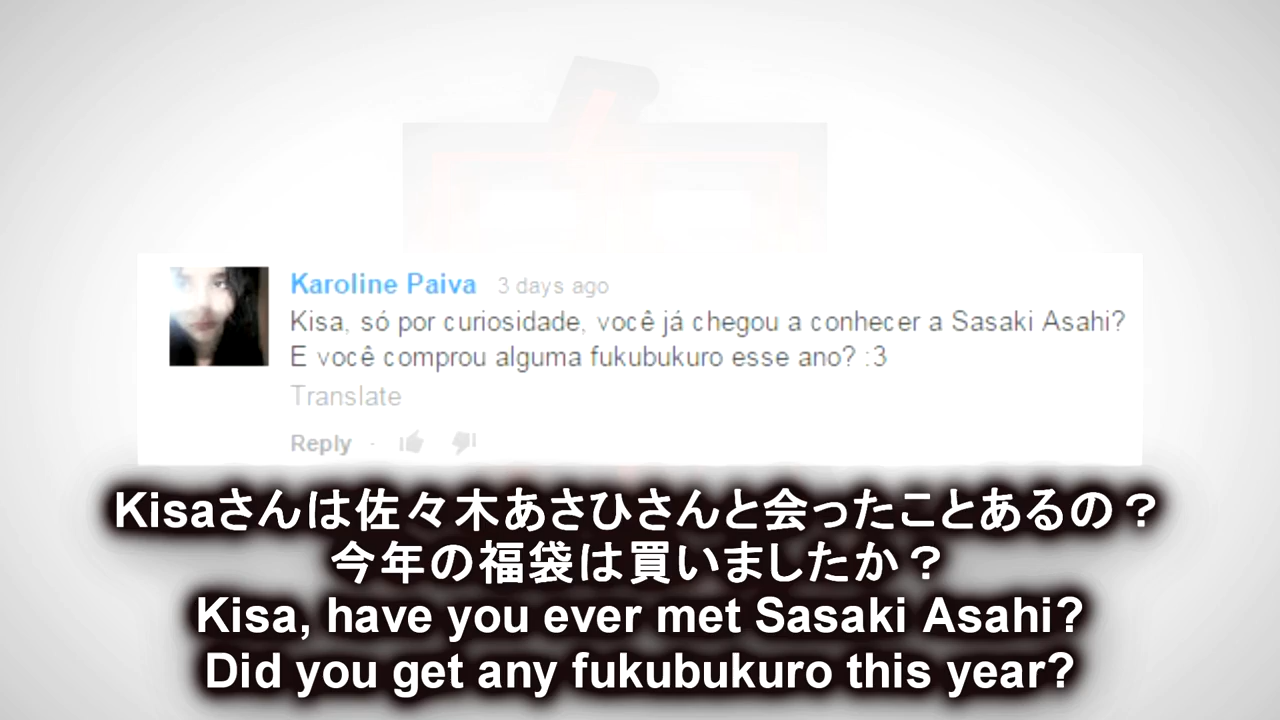 Karoline Paiva 3 days ago
Kisa, só por curiosidade, você já chegou a conhecer a Sasaki Asahi?
E você comprou alguma fukubukuro esse ano? :3
Translate
Reply
Kisaさんは佐々木あさひさんと会ったことあるの？
今年の福袋は買いましたか？
Kisa, have you ever met Sasaki Asahi?
Did you get any fukubukuro this year?